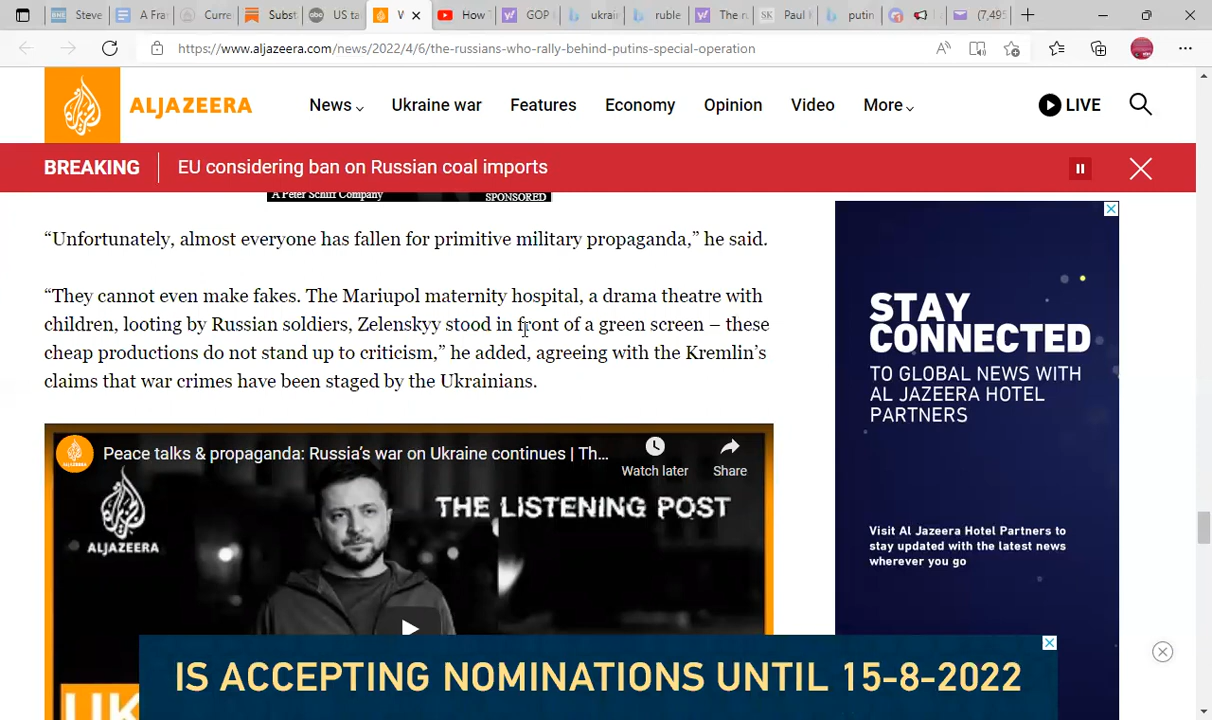 Steve
A Fra
Curre
Subst
US ta
V
How
GOP
ukrain
ruble
The r
Paul
putin
(7,495
https://www.aljazeera.com/news/2022/4/6/the-russians-who-rally-behind-putins-special-operation
ALJAZEERA
News
Ukraine war
Features
Economy
Opinion
Video
More
LIVE
BREAKING
EU considering ban on Russian coal imports
A Peter Schiff Company
SPONSORED
“Unfortunately, almost everyone has fallen for primitive military propaganda,” he said.
“They cannot even make fakes. The Mariupol maternity hospital, a drama theatre with
children, looting by Russian soldiers, Zelenskyy stood in front of a green screen – these
cheap productions do not stand up to criticism,” he added, agreeing with the Kremlin’s
claims that war crimes have been staged by the Ukrainians.
Peace talks & propaganda: Russia’s war on Ukraine continues | Th...
Watch later
Share
ALJAZEERA
THE LISTENING POST
UK
STAY
CONNECTED
TO GLOBAL NEWS WITH
AL JAZEERA HOTEL
PARTNERS
Visit Al Jazeera Hotel Partners to
stay updated with the latest news
wherever you go
IS ACCEPTING NOMINATIONS UNTIL 15-8-2022